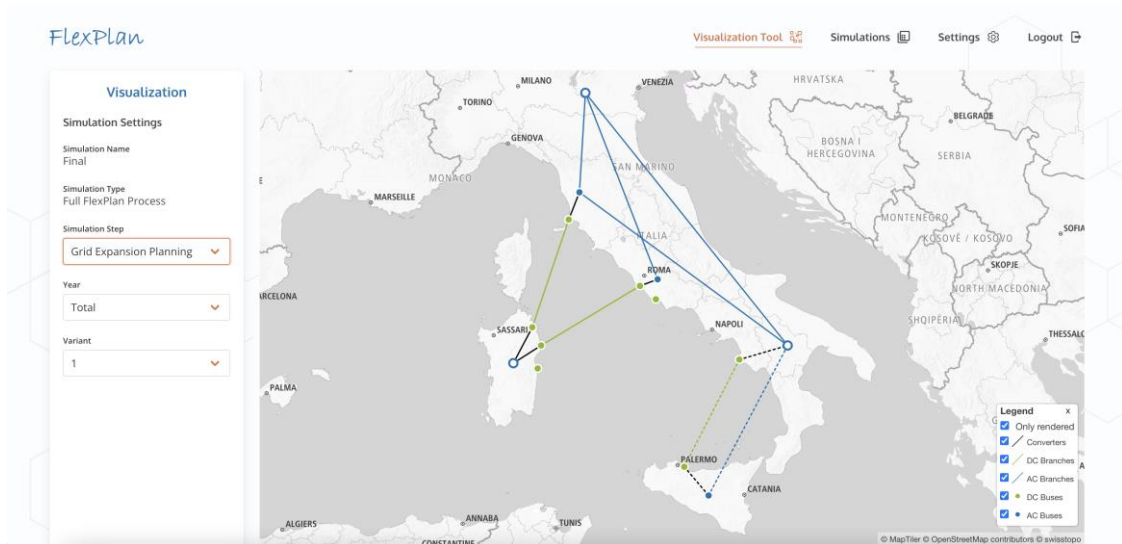 FlexPlan
Visualization Tool
Simulations
Settings
Logout
Visualization
Simulation Settings
Simulation Name
Final
Simulation Type
Full FlexPlan Process
Simulation Step
Grid Expansion Planning
Year
Total
Variant
1
MILANO
VENEZIA
HRVATSKA
TORINO
BELGRADE
GENOVA
BOSNA I
HERCEGOVINA
SERBIA
SAN MARINO
MONACO
MARSEILLE
MONTENEGRO
KOSOVË / KOSOVO
SOFIA
ITALIA
SKOPJE
ROMA
NORTH MACEDONIA
ARCELONA
SHQIPËRIA
NAPOLI
SASSARI
THESSALO
PALMA
Legend
x
Only rendered
Converters
DC Branches
AC Branches
DC Buses
AC Buses
PALERMO
CATANIA
ANNABA
TUNIS
ALGIERS
CONSTANTINE
© MapTiler © OpenStreetMap contributors © swisstopo